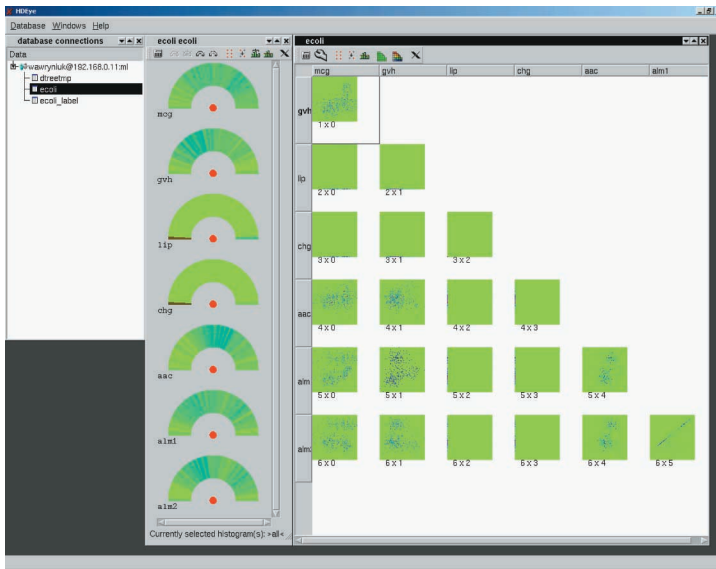 HDEye
Database Windows Help
database connections
Data
wawryniuk@192.168.0.11:ml
dtreetmp
ecoli
ecoli_label
ecoli ecoli
mcg
gvh
lip
chg
aac
alm1
alm2
Currently selected histogram(s): >all<
ecoli
mcg gvh lip chg aac alm1
gvh
1 x 0
lip
2 x 0 2 x 1
chg
3 x 0 3 x 1 3 x 2
aac
4 x 0 4 x 1 4 x 2 4 x 3
alm
5 x 0 5 x 1 5 x 2 5 x 3 5 x 4
alm
6 x 0 6 x 1 6 x 2 6 x 3 6 x 4 6 x 5